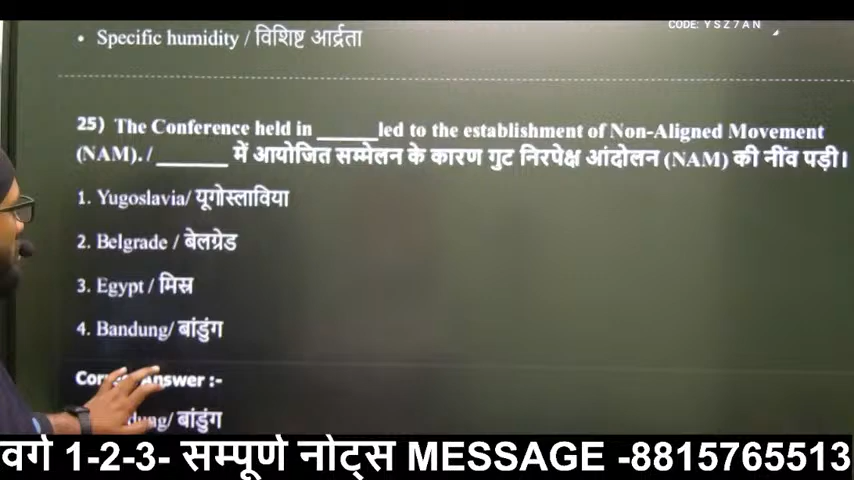 CODE: Y S Z 7 A N
• Specific humidity / विशिष्ट आर्द्रता
25) The Conference held in ______led to the establishment of Non-Aligned Movement
(NAM). /________ में आयोजित सम्मेलन के कारण गुट निरपेक्ष आंदोलन (NAM) की नींव पड़ी।
1. Yugoslavia/ यूगोस्लाविया
2. Belgrade / बेलग्रेड
3. Egypt / मिस्र
4. Bandung/ बांडुंग
Answer :-
बांडुंग
वर्ग 1-2-3- सम्पूर्ण नोट्स MESSAGE -8815765513